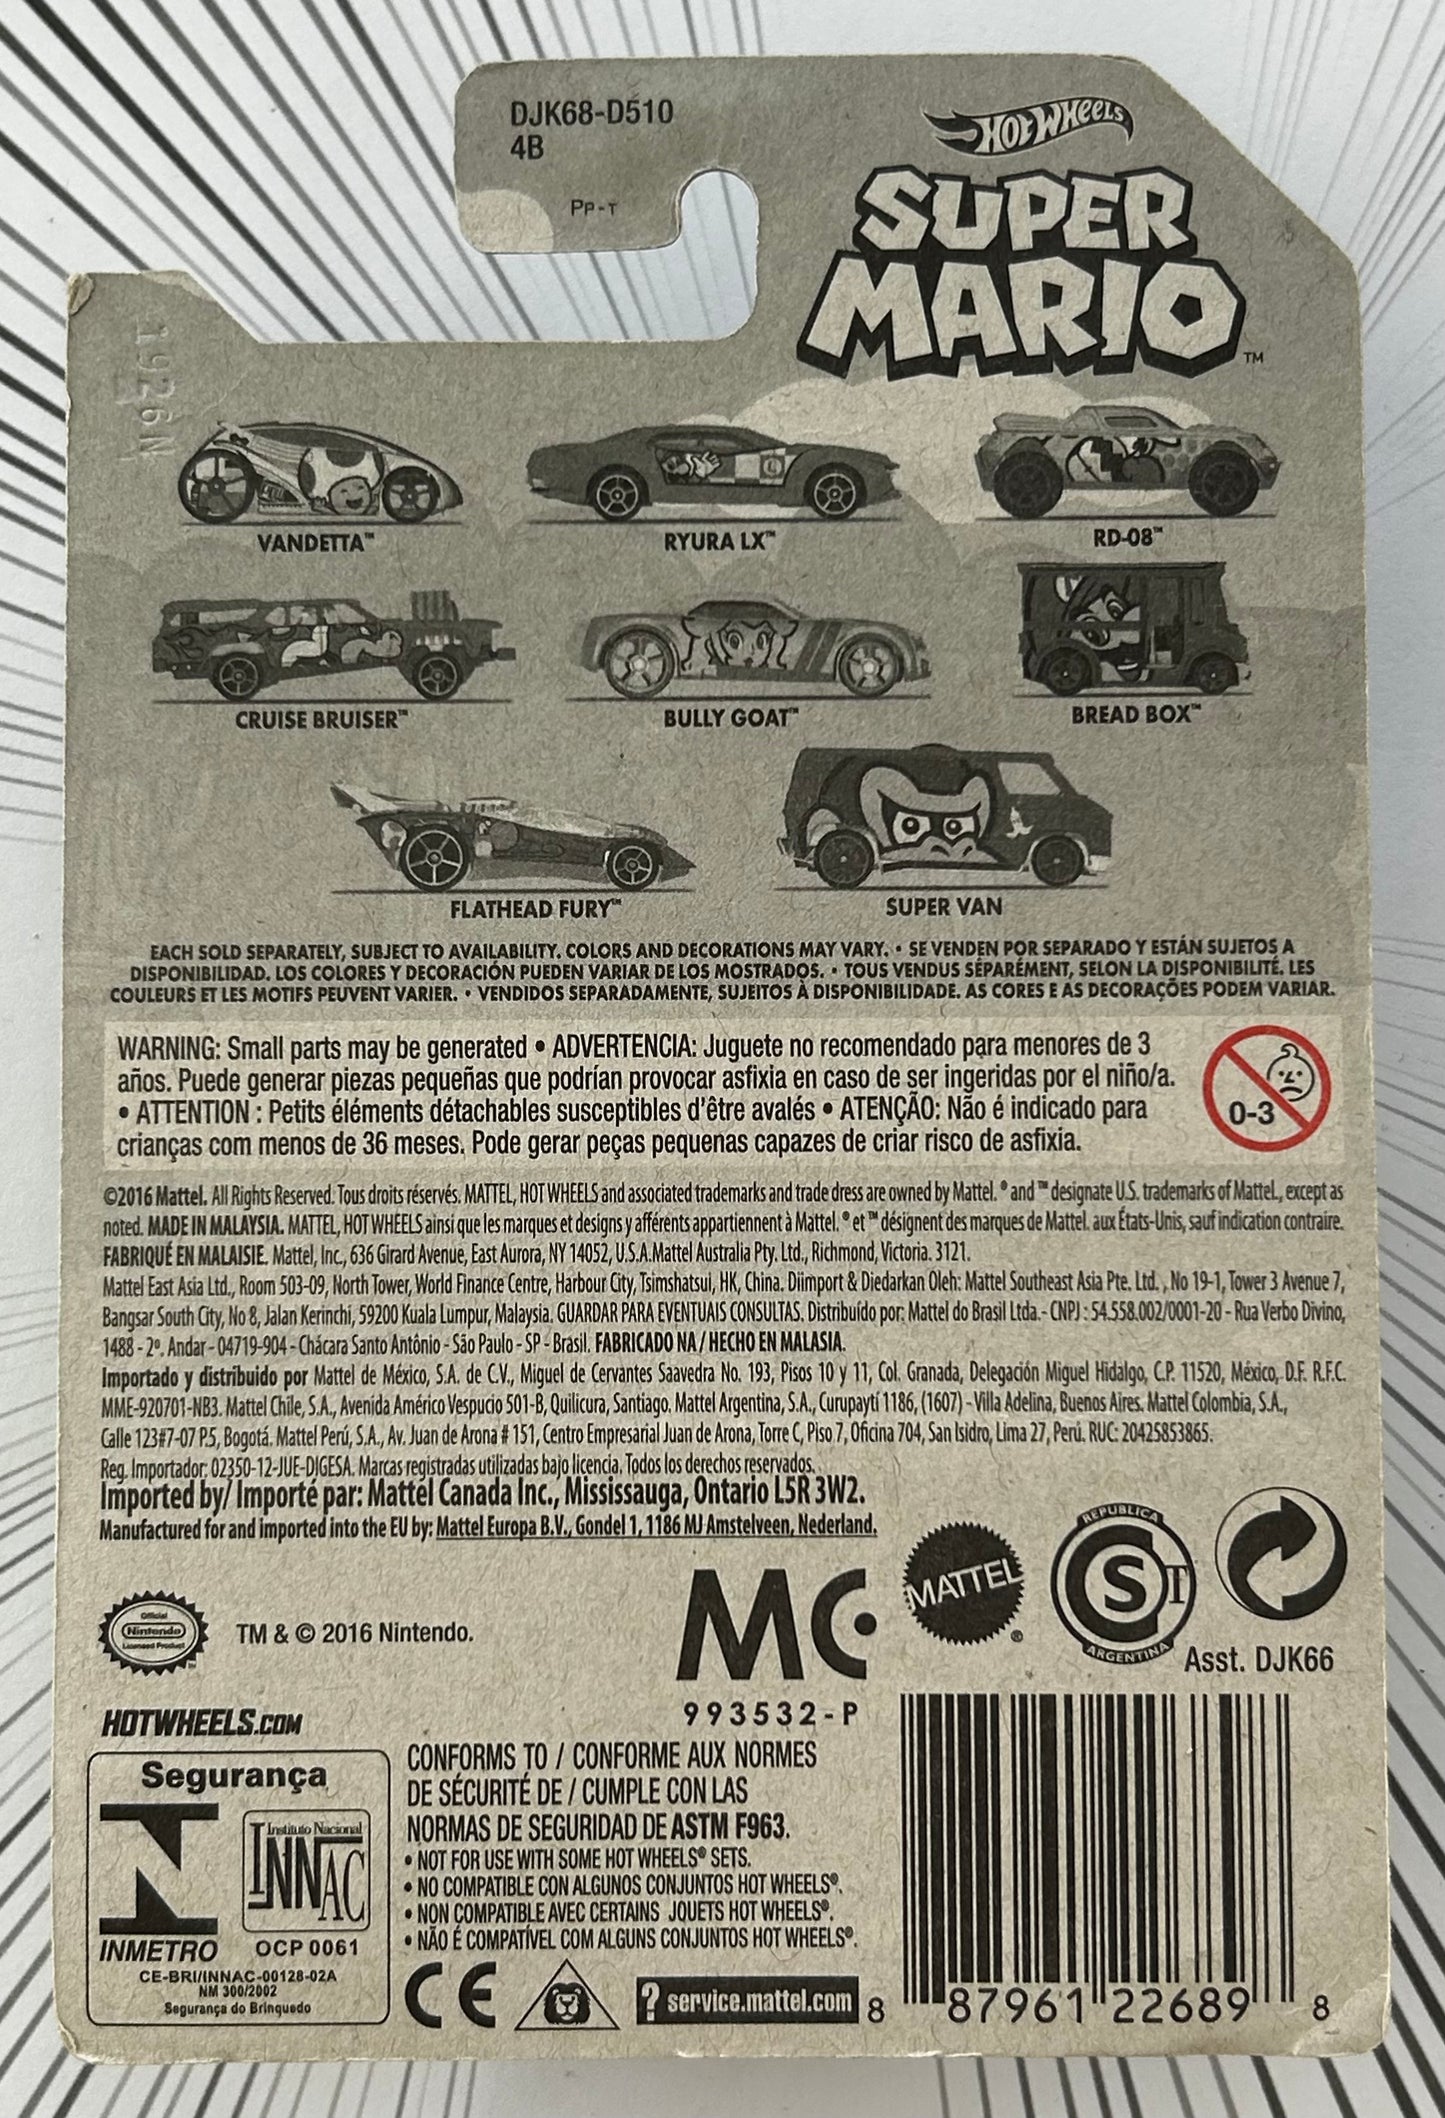 DJK68-D510
4B
PP-T
HOT WHEELS
SUPER
MARIO™
1926N
VANDETTA™
RYURA LX™
RD-08™
CRUISE BRUISER™
BULLY GOAT™
BREAD BOX™
FLATHEAD FURY™
SUPER VAN
EACH SOLD SEPARATELY, SUBJECT TO AVAILABILITY. COLORS AND DECORATIONS MAY VARY. • SE VENDEN POR SEPARADO Y ESTÁN SUJETOS A
DISPONIBILIDAD. LOS COLORES Y DECORACIÓN PUEDEN VARIAR DE LOS MOSTRADOS. • TOUS VENDUS SÉPARÉMENT, SELON LA DISPONIBILITÉ. LES
COULEURS ET LES MOTIFS PEUVENT VARIER. • VENDIDOS SEPARADAMENTE, SUJEITOS À DISPONIBILIDADE. AS CORES E AS DECORAÇÕES PODEM VARIAR.
WARNING: Small parts may be generated • ADVERTENCIA: Juguete no recomendado para menores de 3
años. Puede generar piezas pequeñas que podrían provocar asfixia en caso de ser ingeridas por el niño/a.
• ATTENTION : Petits éléments détachables susceptibles d'être avalés • ATENÇÃO: Não é indicado para
crianças com menos de 36 meses. Pode gerar peças pequenas capazes de criar risco de asfixia.
0-3
©2016 Mattel. All Rights Reserved. Tous droits réservés. MATTEL, HOT WHEELS and associated trademarks and trade dress are owned by Mattel. ® and ™ designate U.S. trademarks of Mattel., except as
noted. MADE IN MALAYSIA. MATTEL, HOT WHEELS ainsi que les marques et designs y afférents appartiennent à Mattel. ® et ™ désignent des marques de Mattel. aux États-Unis, sauf indication contraire.
FABRIQUÉ EN MALAISIE. Mattel, Inc., 636 Girard Avenue, East Aurora, NY 14052, U.S.A.Mattel Australia Pty. Ltd., Richmond, Victoria. 3121.
Mattel East Asia Ltd., Room 503-09, North Tower, World Finance Centre, Harbour City, Tsimshatsui, HK, China. Diimport & Diedarkan Oleh: Mattel Southeast Asia Pte. Ltd. , No 19-1, Tower 3 Avenue 7,
Bangsar South City, No 8, Jalan Kerinchi, 59200 Kuala Lumpur, Malaysia. GUARDAR PARA EVENTUAIS CONSULTAS. Distribuído por: Mattel do Brasil Ltda.- CNPJ : 54.558.002/0001-20 - Rua Verbo Divino,
1488 - 2º. Andar - 04719-904 - Chácara Santo Antônio - São Paulo - SP - Brasil. FABRICADO NA / HECHO EN MALASIA.
Importado y distribuido por Mattel de México, S.A. de C.V., Miguel de Cervantes Saavedra No. 193, Pisos 10 y 11, Col. Granada, Delegación Miguel Hidalgo, C.P. 11520, México, D.F. R.F.C.
MME-920701-NB3. Mattel Chile, S.A., Avenida Américo Vespucio 501-B, Quilicura, Santiago. Mattel Argentina, S.A., Curupaytí 1186, (1607) - Villa Adelina, Buenos Aires. Mattel Colombia, S.A.,
Calle 123#7-07 P.5, Bogotá. Mattel Perú, S.A., Av. Juan de Arona # 151, Centro Empresarial Juan de Arona, Torre C, Piso 7, Oficina 704, San Isidro, Lima 27, Perú. RUC: 20425853865.
Reg. Importador: 02350-12-JUE-DIGESA. Marcas registradas utilizadas bajo licencia. Todos los derechos reservados.
Imported by/ Importé par: Mattel Canada Inc., Mississauga, Ontario L5R 3W2.
Manufactured for and imported into the EU by: Mattel Europa B.V., Gondel 1, 1186 MJ Amstelveen, Nederland.
Official
Nintendo
Licensed Product
TM & © 2016 Nintendo.
MC
993532-P
MATTEL®
REPUBLICA
CST
ARGENTINA
Asst. DJK66
HOTWHEELS.COM
Segurança
INMETRO
Instituto Nacional
INNAC
OCP 0061
CE-BRI/INNAC-00128-02A
NM 300/2002
Segurança do Brinquedo
CONFORMS TO / CONFORME AUX NORMES
DE SÉCURITÉ DE / CUMPLE CON LAS
NORMAS DE SEGURIDAD DE ASTM F963.
• NOT FOR USE WITH SOME HOT WHEELS® SETS.
• NO COMPATIBLE CON ALGUNOS CONJUNTOS HOT WHEELS®.
• NON COMPATIBLE AVEC CERTAINS JOUETS HOT WHEELS®.
• NÃO É COMPATÍVEL COM ALGUNS CONJUNTOS HOT WHEELS®.
CE
? service.mattel.com
8 87961 22689 8